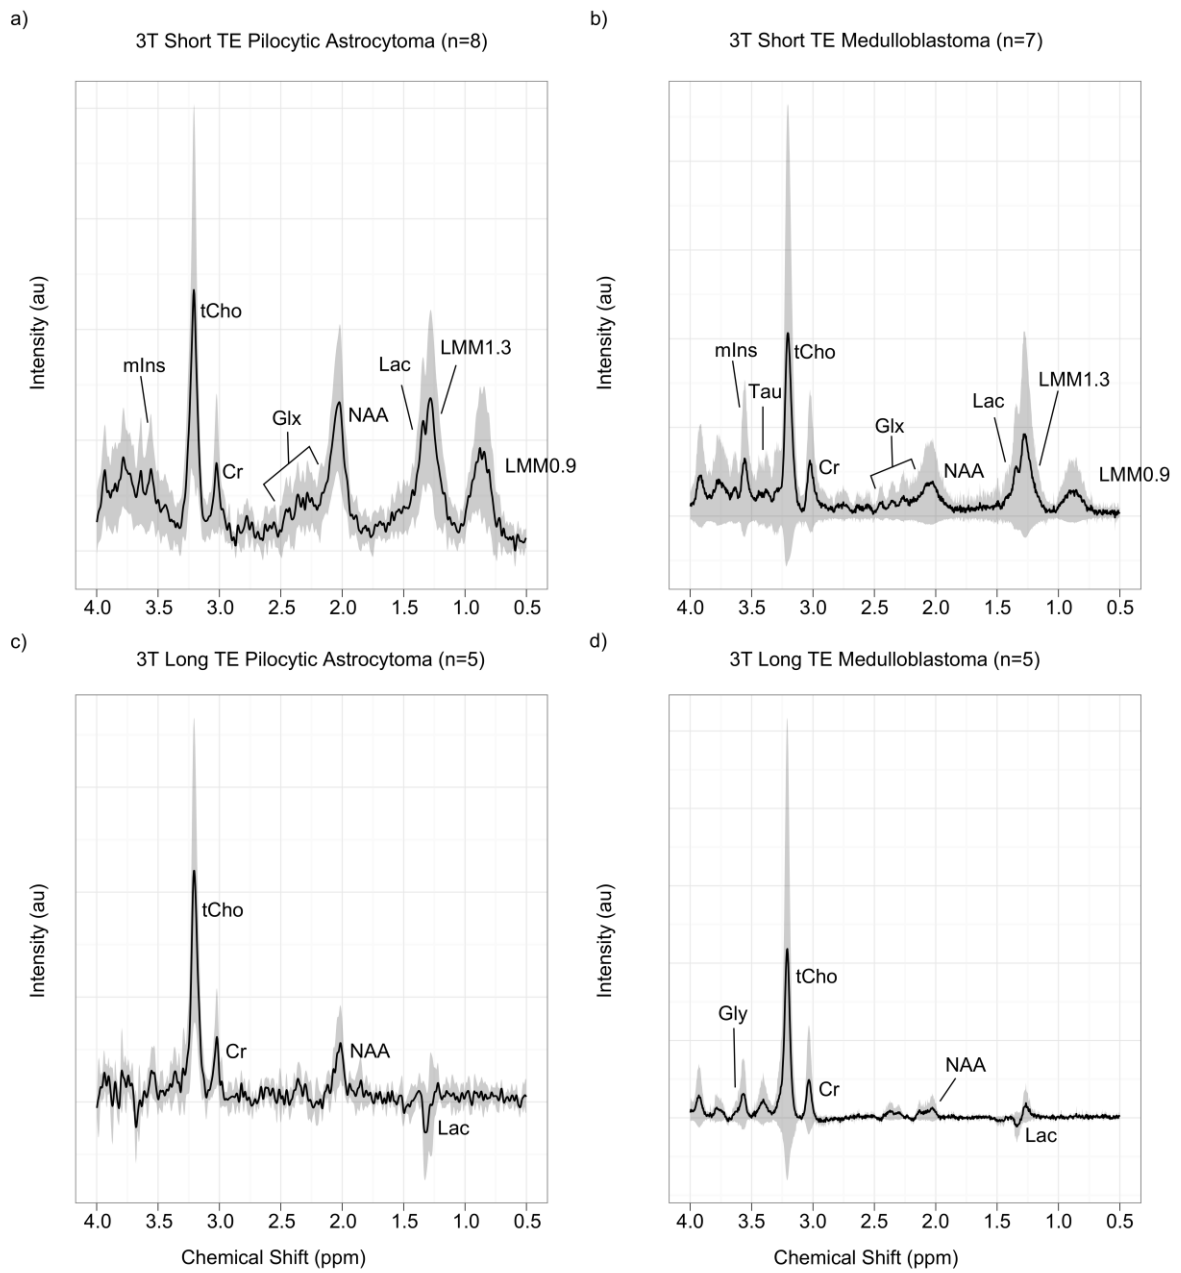 a)
3T Short TE Pilocytic Astrocytoma (n=8)
Intensity (au)
mIns
tCho
Cr
Glx
NAA
Lac
LMM1.3
LMM0.9
4.0 3.5 3.0 2.5 2.0 1.5 1.0 0.5
b)
3T Short TE Medulloblastoma (n=7)
Intensity (au)
mIns
Tau
tCho
Cr
Glx
NAA
Lac
LMM1.3
LMM0.9
4.0 3.5 3.0 2.5 2.0 1.5 1.0 0.5
c)
3T Long TE Pilocytic Astrocytoma (n=5)
Intensity (au)
tCho
Cr
NAA
Lac
4.0 3.5 3.0 2.5 2.0 1.5 1.0 0.5
Chemical Shift (ppm)
d)
3T Long TE Medulloblastoma (n=5)
Intensity (au)
Gly
tCho
Cr
NAA
Lac
4.0 3.5 3.0 2.5 2.0 1.5 1.0 0.5
Chemical Shift (ppm)